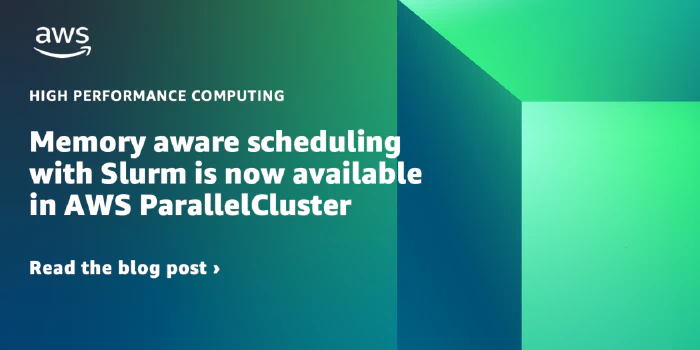 aws
HIGH PERFORMANCE COMPUTING
Memory aware scheduling
with Slurm is now available
in AWS ParallelCluster
Read the blog post ›